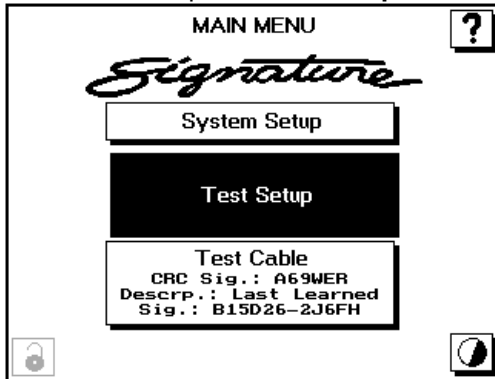 MAIN MENU
?
Signature
System Setup
Test Setup
Test Cable
CRC Sig.: A69WER
Descrp.: Last Learned
Sig.: B15D26-2J6FH